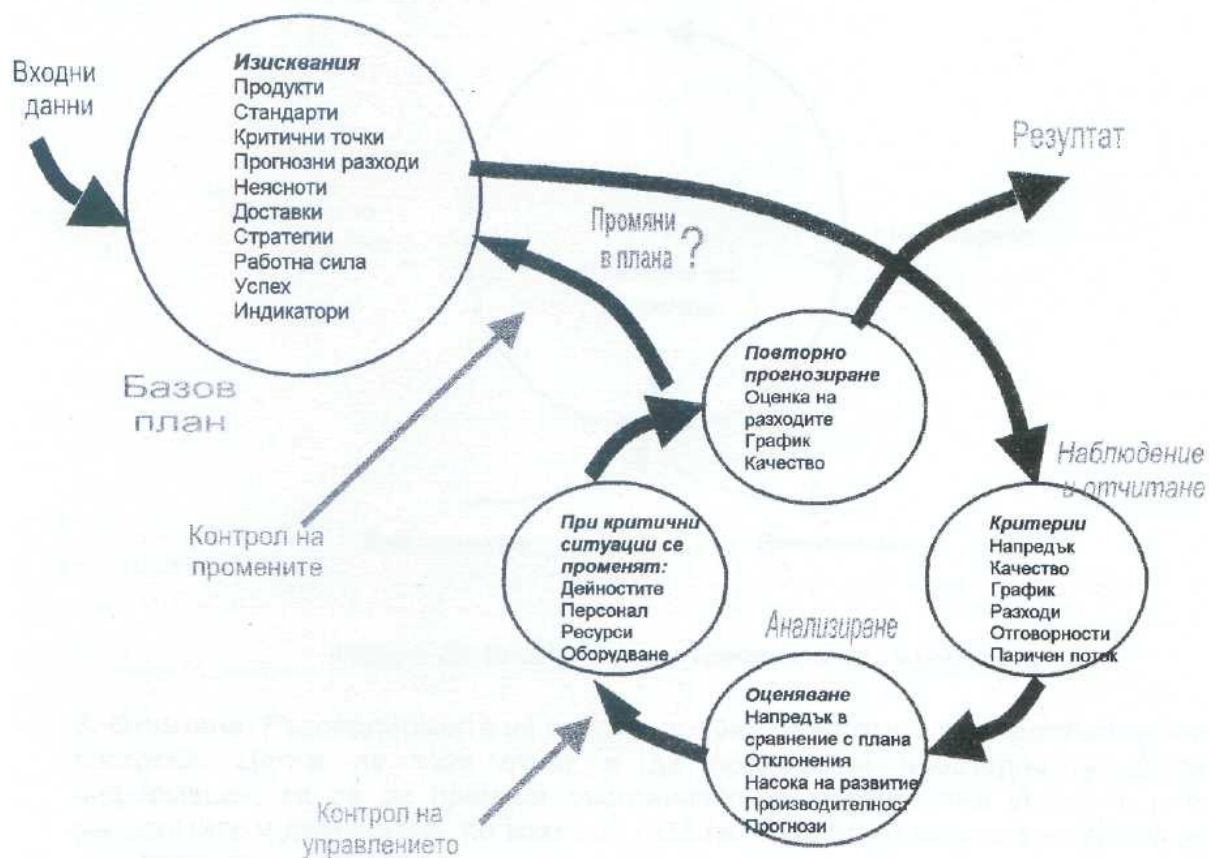 Входни
данни
Изисквания
Продукти
Стандарти
Критични точки
Прогнозни разходи
Неясноти
Доставки
Стратегии
Работна сила
Успех
Индикатори
Базов
план
Промяни
в плана ?
Резултат
Повторно
прогнозиране
Оценка на
разходите
График
Качество
Наблюдение
и отчитане
Критерии
Напредък
Качество
График
Разходи
Отговорности
Паричен поток
Контрол на
промените
При критични
ситуации се
променят:
Дейностите
Персонал
Ресурси
Оборудване
Анализиране
Оценяване
Напредък в
сравнение с плана
Отклонения
Насока на развитие
Производителност
Прогнози
Контрол на
управлението